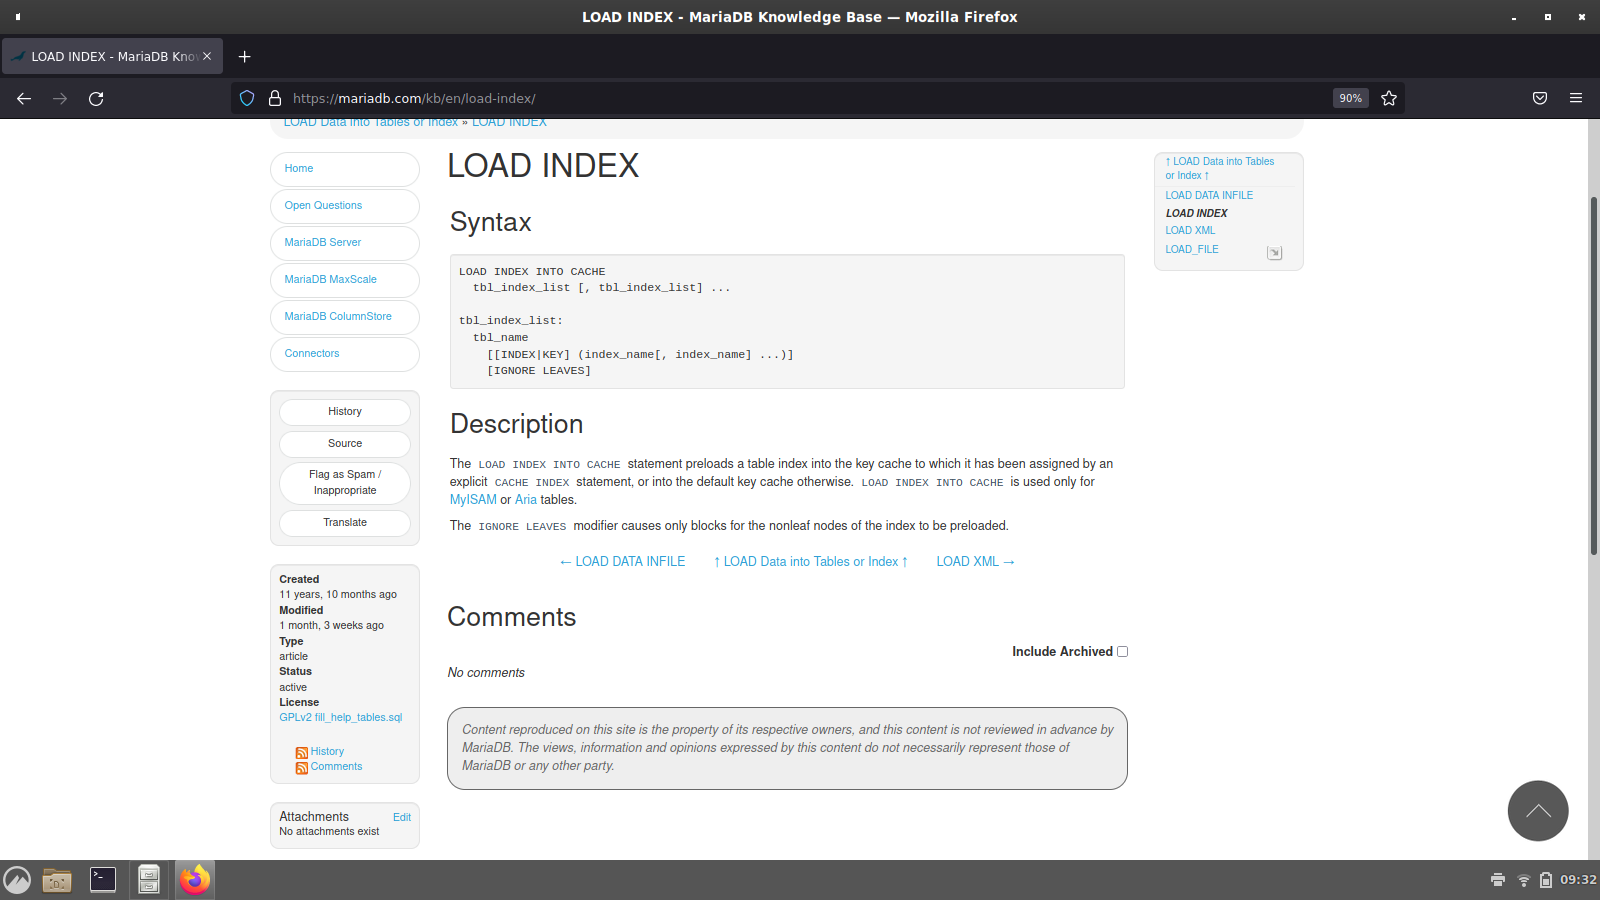 LOAD INDEX - MariaDB Knowledge Base — Mozilla Firefox
LOAD INDEX - MariaDB Kno
https://mariadb.com/kb/en/load-index/
90%
LOAD Data into Tables or Index » LOAD INDEX
Home
Open Questions
MariaDB Server
MariaDB MaxScale
MariaDB ColumnStore
Connectors
History
Source
Flag as Spam /
Inappropriate
Translate
Created
11 years, 10 months ago
Modified
1 month, 3 weeks ago
Type
article
Status
active
License
GPLv2 fill_help_tables.sql
History
Comments
Attachments
Edit
No attachments exist
LOAD INDEX
Syntax
LOAD INDEX INTO CACHE
  tbl_index_list [, tbl_index_list] ...
tbl_index_list:
  tbl_name
    [[INDEX|KEY] (index_name[, index_name] ...)]
    [IGNORE LEAVES]
Description
The LOAD INDEX INTO CACHE statement preloads a table index into the key cache to which it has been assigned by an
explicit CACHE INDEX statement, or into the default key cache otherwise. LOAD INDEX INTO CACHE is used only for
MyISAM or Aria tables.
The IGNORE LEAVES modifier causes only blocks for the nonleaf nodes of the index to be preloaded.
← LOAD DATA INFILE
↑ LOAD Data into Tables or Index ↑
LOAD XML →
Comments
Include Archived
No comments
Content reproduced on this site is the property of its respective owners, and this content is not reviewed in advance by
MariaDB. The views, information and opinions expressed by this content do not necessarily represent those of
MariaDB or any other party.
↑ LOAD Data into Tables
or Index ↑
LOAD DATA INFILE
LOAD INDEX
LOAD XML
LOAD_FILE
09:32